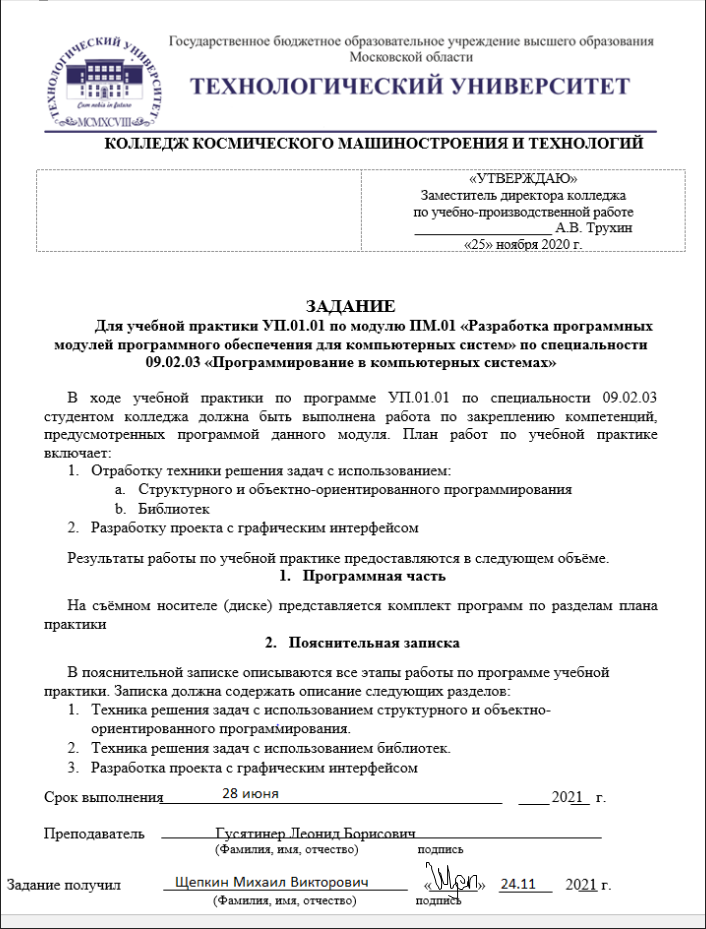 ТЕХНОЛОГИЧЕСКИЙ УНИВЕРСИТЕТ
Cum nobis in futuro
MCMXCVIII
Государственное бюджетное образовательное учреждение высшего образования
Московской области
ТЕХНОЛОГИЧЕСКИЙ УНИВЕРСИТЕТ
КОЛЛЕДЖ КОСМИЧЕСКОГО МАШИНОСТРОЕНИЯ И ТЕХНОЛОГИЙ
«УТВЕРЖДАЮ»
Заместитель директора колледжа
по учебно-производственной работе
____________________ А.В. Трухин
«25» ноября 2020 г.
ЗАДАНИЕ
Для учебной практики УП.01.01 по модулю ПМ.01 «Разработка программных
модулей программного обеспечения для компьютерных систем» по специальности
09.02.03 «Программирование в компьютерных системах»
В ходе учебной практики по программе УП.01.01 по специальности 09.02.03
студентом колледжа должна быть выполнена работа по закреплению компетенций,
предусмотренных программой данного модуля. План работ по учебной практике
включает:
1. Отработку техники решения задач с использованием:
a. Структурного и объектно-ориентированного программирования
b. Библиотек
2. Разработку проекта с графическим интерфейсом
Результаты работы по учебной практике предоставляются в следующем объёме.
1. Программная часть
На съёмном носителе (диске) представляется комплект программ по разделам плана
практики
2. Пояснительная записка
В пояснительной записке описываются все этапы работы по программе учебной
практики. Записка должна содержать описание следующих разделов:
1. Техника решения задач с использованием структурного и объектно-
ориентированного программирования.
2. Техника решения задач с использованием библиотек.
3. Разработка проекта с графическим интерфейсом
Срок выполнения 28 июня ____ 2021 г.
Преподаватель Гусятинер Леонид Борисович
(Фамилия, имя, отчество) подпись
Задание получил Щепкин Михаил Викторович « » 24.11 2021 г.
(Фамилия, имя, отчество) подпись